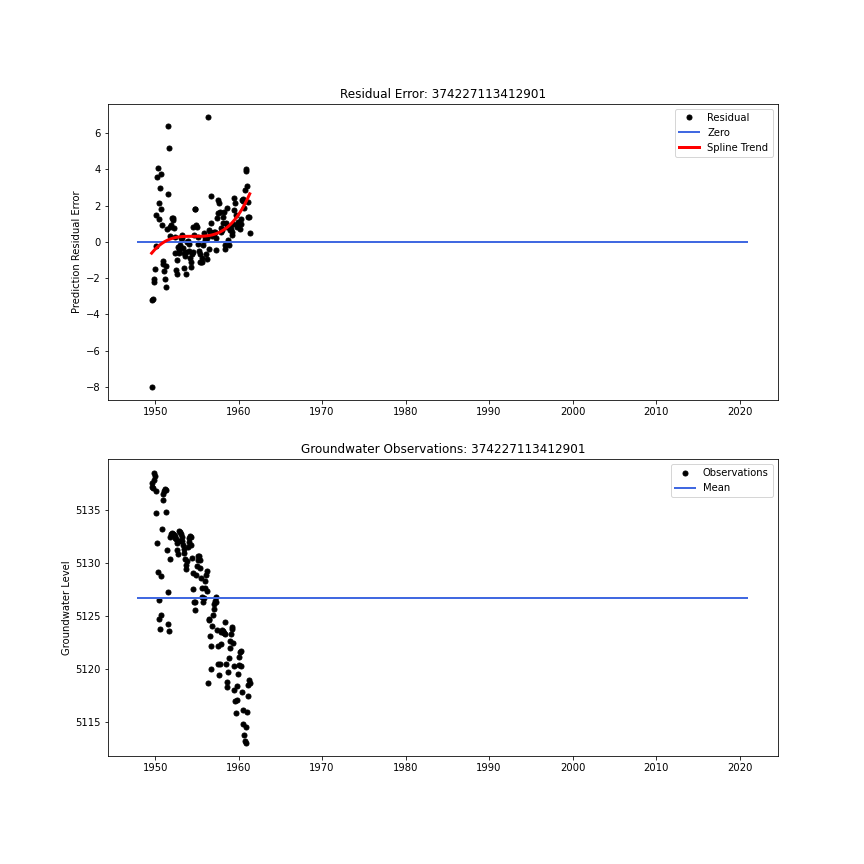 Residual Error: 374227113412901
Prediction Residual Error
6
4
2
0
−2
−4
−6
−8
Residual
Zero
Spline Trend
1950 1960 1970 1980 1990 2000 2010 2020
Groundwater Observations: 374227113412901
Groundwater Level
5135
5130
5125
5120
5115
Observations
Mean
1950 1960 1970 1980 1990 2000 2010 2020